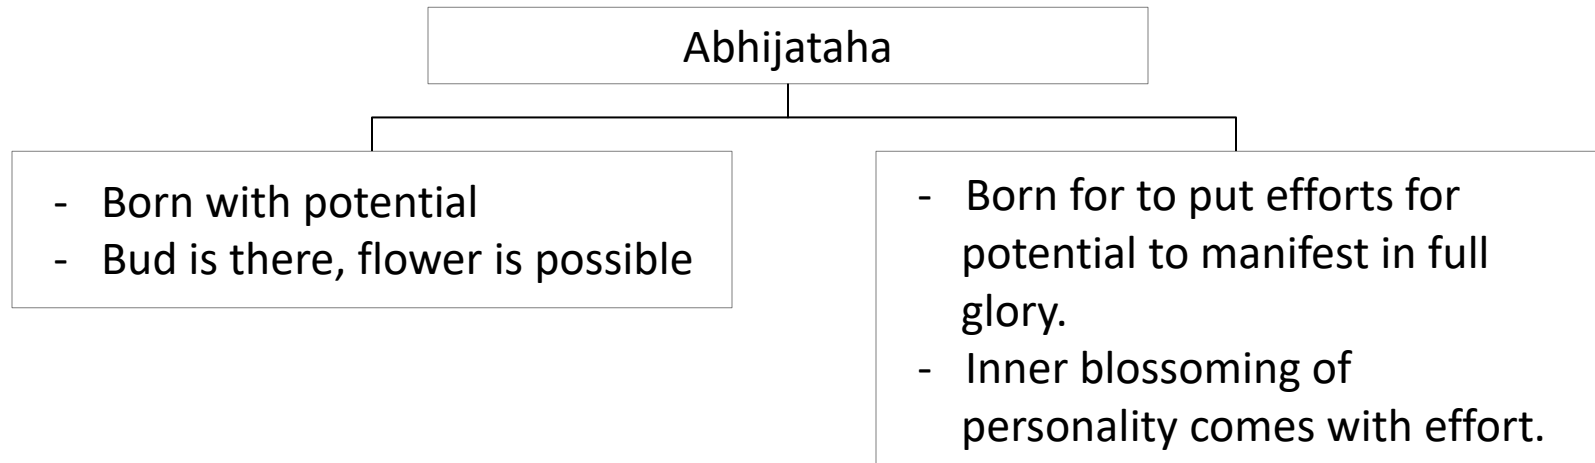 Abhijataha
- Born with potential
- Bud is there, flower is possible
- Born for to put efforts for
potential to manifest in full
glory.
- Inner blossoming of
personality comes with effort.